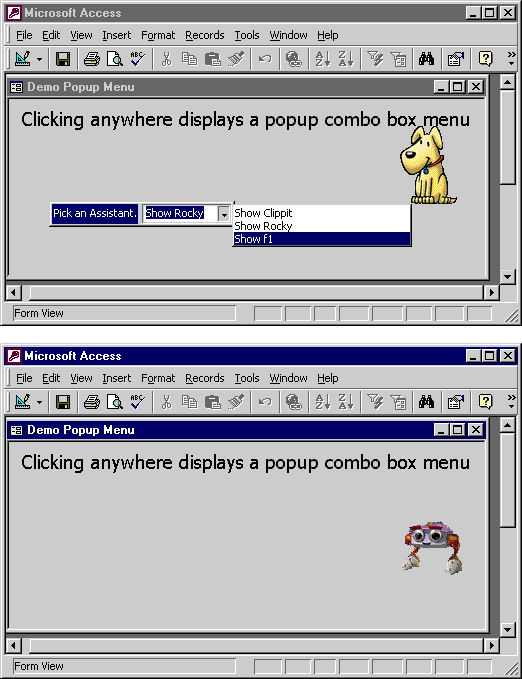 Microsoft Access
File Edit View Insert Format Records Tools Window Help
ABC
Demo Popup Menu
Clicking anywhere displays a popup combo box menu
Pick an Assistant. Show Rocky
Show Clippit
Show Rocky
Show f1
Form View
Microsoft Access
File Edit View Insert Format Records Tools Window Help
ABC
Demo Popup Menu
Clicking anywhere displays a popup combo box menu
Form View